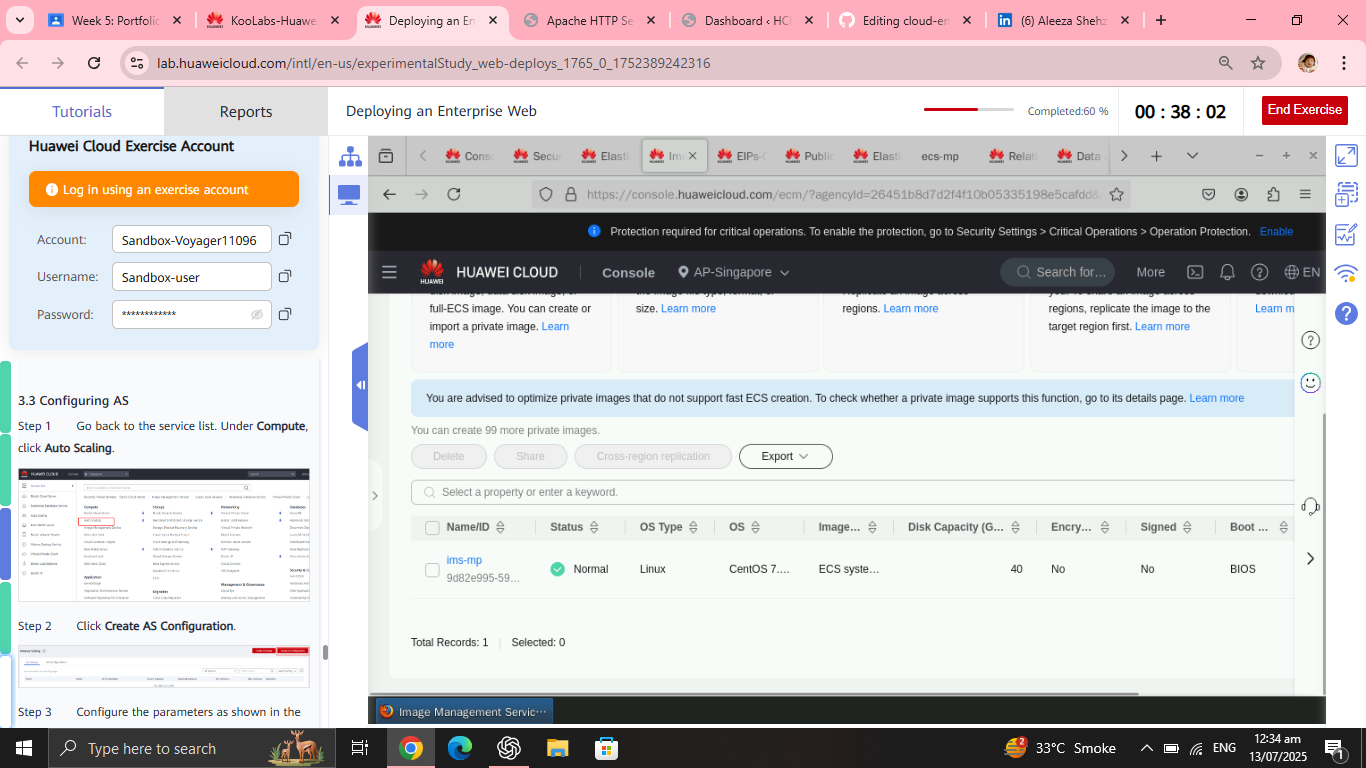 Week 5: Portfolio
KooLabs-Huawe
Deploying an En
Apache HTTP Se
Dashboard ‹ HCI
Editing cloud-en
(6) Aleeza Shehz
lab.huaweicloud.com/intl/en-us/experimentalStudy_web-deploys_1765_0_1752389242316
Tutorials
Reports
Deploying an Enterprise Web
Completed:60 %
00 : 38 : 02
End Exercise
Huawei Cloud Exercise Account
Log in using an exercise account
Account:
Sandbox-Voyager11096
Username:
Sandbox-user
Password:
************
3.3 Configuring AS
Step 1 Go back to the service list. Under Compute,
click Auto Scaling.
Step 2 Click Create AS Configuration.
Step 3 Configure the parameters as shown in the
Cons
Secur
Elasti
Im
EIPs-
Public
Elasti
ecs-mp
Relati
Data
https://console.huaweicloud.com/ecm/?agencyId=26451b8d7d2f4f10b05335198e5cafdd&
Protection required for critical operations. To enable the protection, go to Security Settings > Critical Operations > Operation Protection. Enable
HUAWEI
HUAWEI CLOUD
Console
AP-Singapore
Search for...
More
EN
full-ECS image. You can create or
import a private image. Learn
more
size. Learn more
regions. Learn more
regions, replicate the image to the
target region first. Learn more
Learn m
You are advised to optimize private images that do not support fast ECS creation. To check whether a private image supports this function, go to its details page. Learn more
You can create 99 more private images.
Delete
Share
Cross-region replication
Export
Select a property or enter a keyword.
Name/ID
Status
OS Type
OS
Image...
Disk Capacity (G...
Encry...
Signed
Boot ...
ims-mp
9d82e995-59...
Normal
Linux
CentOS 7....
ECS syste...
40
No
No
BIOS
Total Records: 1
Selected: 0
Image Management Servic...
Type here to search
2
33°C Smoke
ENG
12:34 am
13/07/2025
1